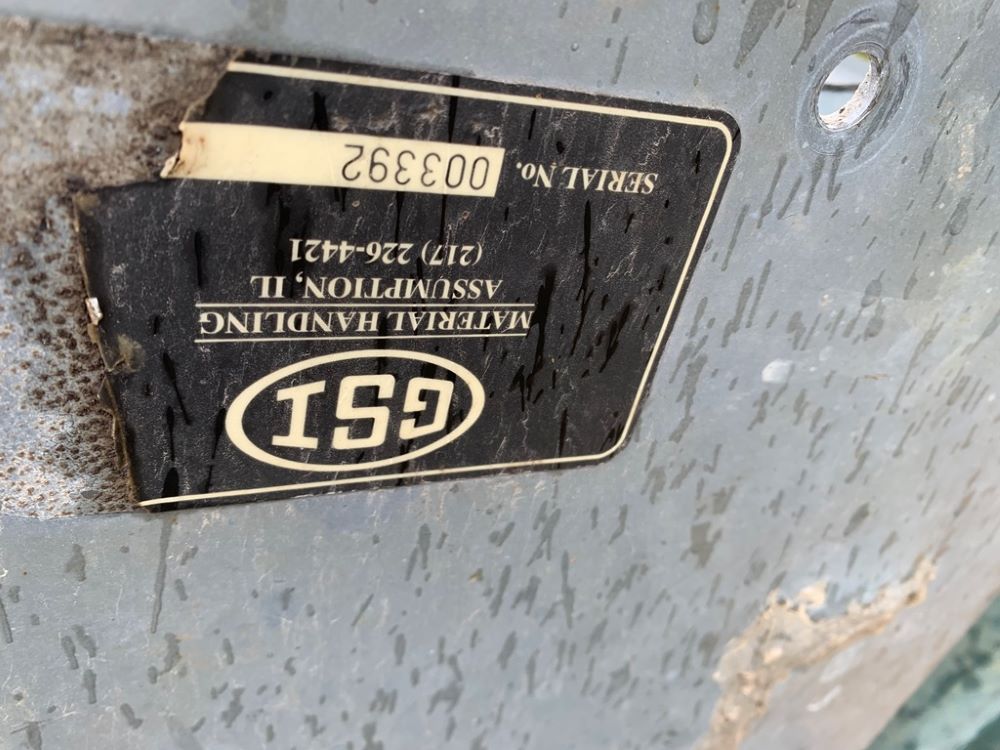 GSI
MATERIAL HANDLING
ASSUMPTION, IL
(217) 226-4421
SERIAL No. 003392